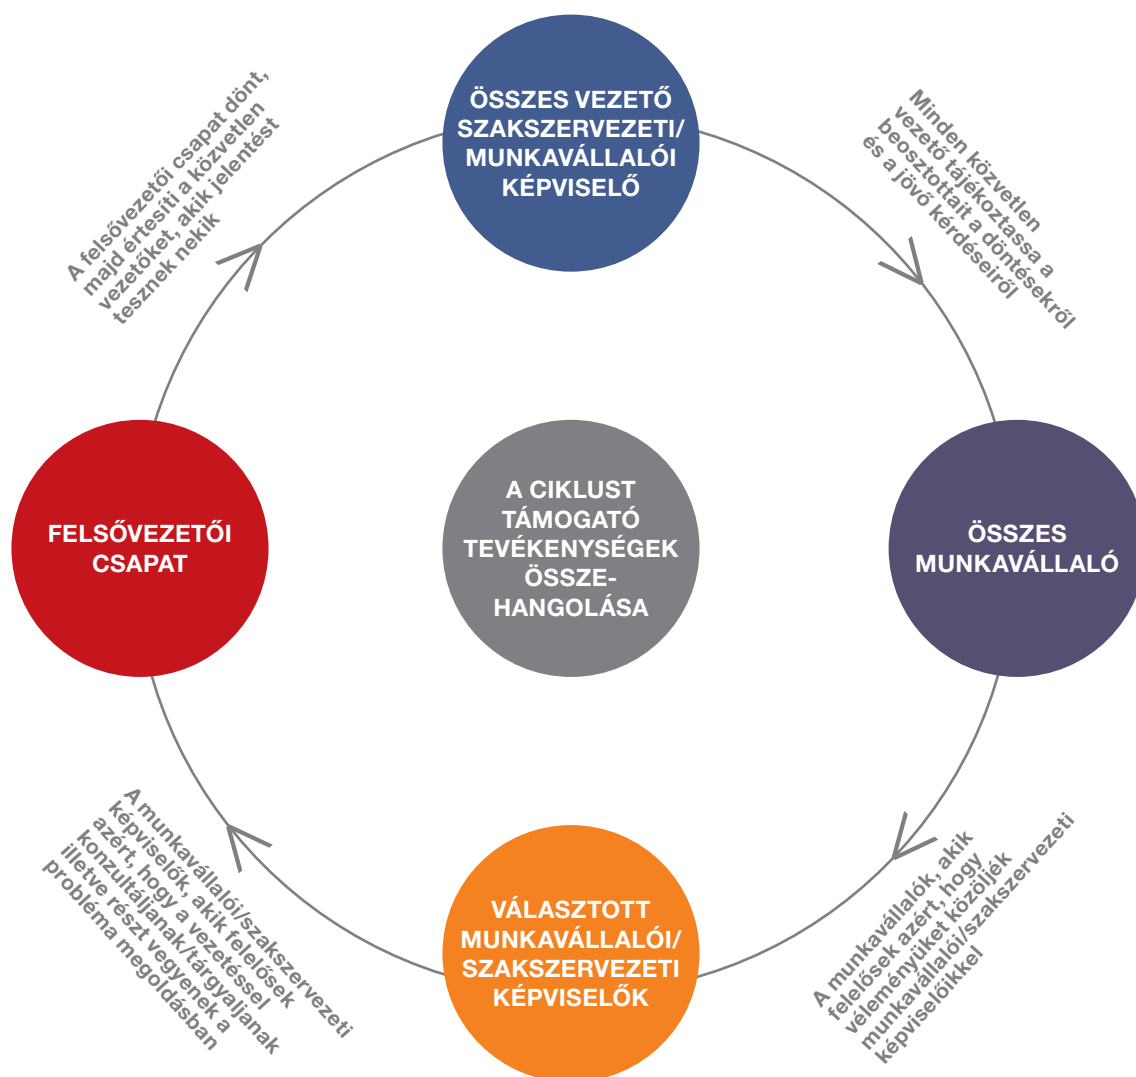 ÖSSZES VEZETŐ
SZAKSZERVEZETI/
MUNKAVÁLLALÓI
KÉPVISELŐ
A felsővezetői csapat dönt,
majd értesíti a közvetlen
vezetőket, akik jelentést
tesznek nekik
Minden közvetlen
vezető tájékoztassa a
beosztottait a döntésekről
és a jövő kérdéseiről
FELSŐVEZETŐI
CSAPAT
A CIKLUST
TÁMOGATÓ
TEVÉKENYSÉGEK
ÖSSZE-
HANGOLÁSA
ÖSSZES
MUNKAVÁLLALÓ
A munkavállalói/szakszervezeti
képviselők, akik felelősek
azért, hogy a vezetéssel
konzultáljanak/tárgyaljanak
illetve részt vegyenek a
probléma megoldásban
VÁLASZTOTT
MUNKAVÁLLALÓI/
SZAKSZERVEZETI
KÉPVISELŐK
A munkavállalók, akik
felelősek azért, hogy
véleményüket közöljék
munkavállalói/szakszervezeti
képviselőikkel